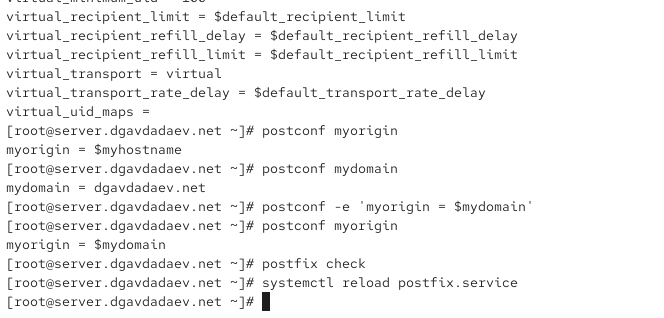 virtual_minimum_uid = 100
virtual_recipient_limit = $default_recipient_limit
virtual_recipient_refill_delay = $default_recipient_refill_delay
virtual_recipient_refill_limit = $default_recipient_refill_limit
virtual_transport = virtual
virtual_transport_rate_delay = $default_transport_rate_delay
virtual_uid_maps =
[root@server.dgavdadaev.net ~]# postconf myorigin
myorigin = $myhostname
[root@server.dgavdadaev.net ~]# postconf mydomain
mydomain = dgavdadaev.net
[root@server.dgavdadaev.net ~]# postconf -e 'myorigin = $mydomain'
[root@server.dgavdadaev.net ~]# postconf myorigin
myorigin = $mydomain
[root@server.dgavdadaev.net ~]# postfix check
[root@server.dgavdadaev.net ~]# systemctl reload postfix.service
[root@server.dgavdadaev.net ~]#